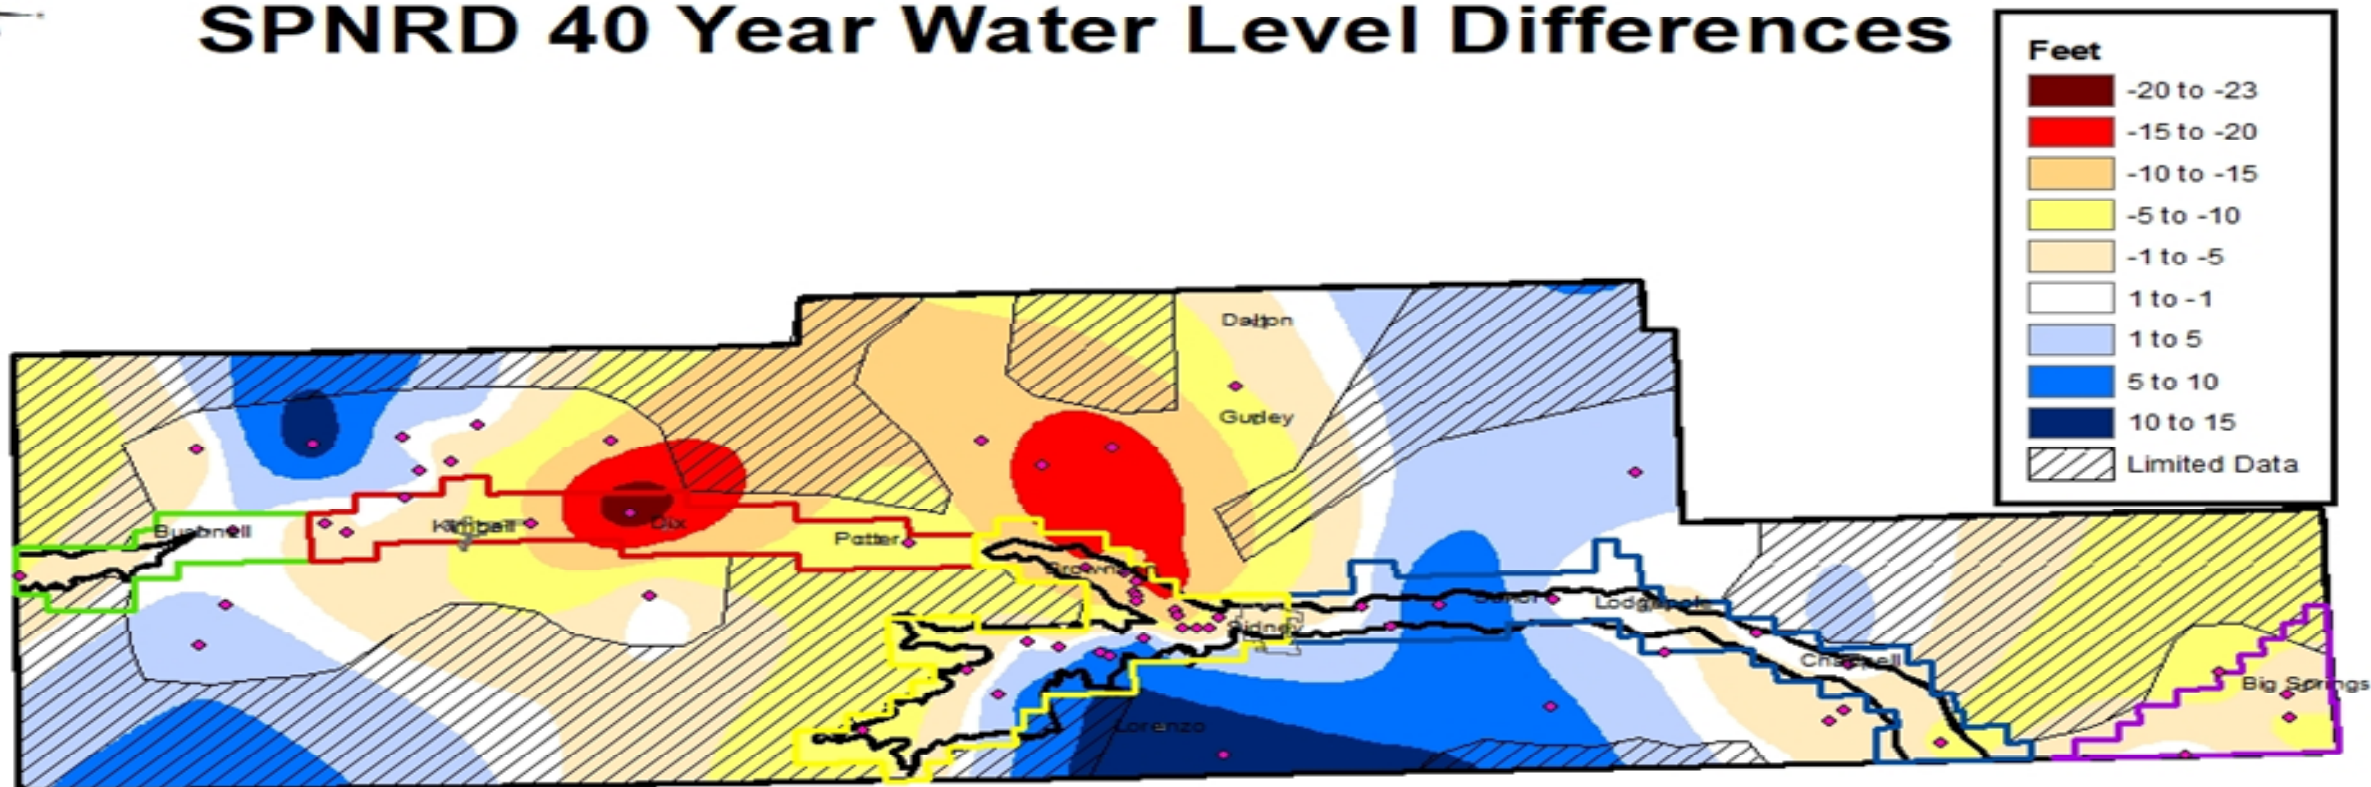 SPNRD 40 Year Water Level Differences
Feet
-20 to -23
-15 to -20
-10 to -15
-5 to -10
-1 to -5
1 to -1
1 to 5
5 to 10
10 to 15
Limited Data
Dalton
Gurley
Bushnell
Kimball
Dix
Potter
Brownson
Sidney
Lodgepole
Chappell
Big Springs
Lorenzo